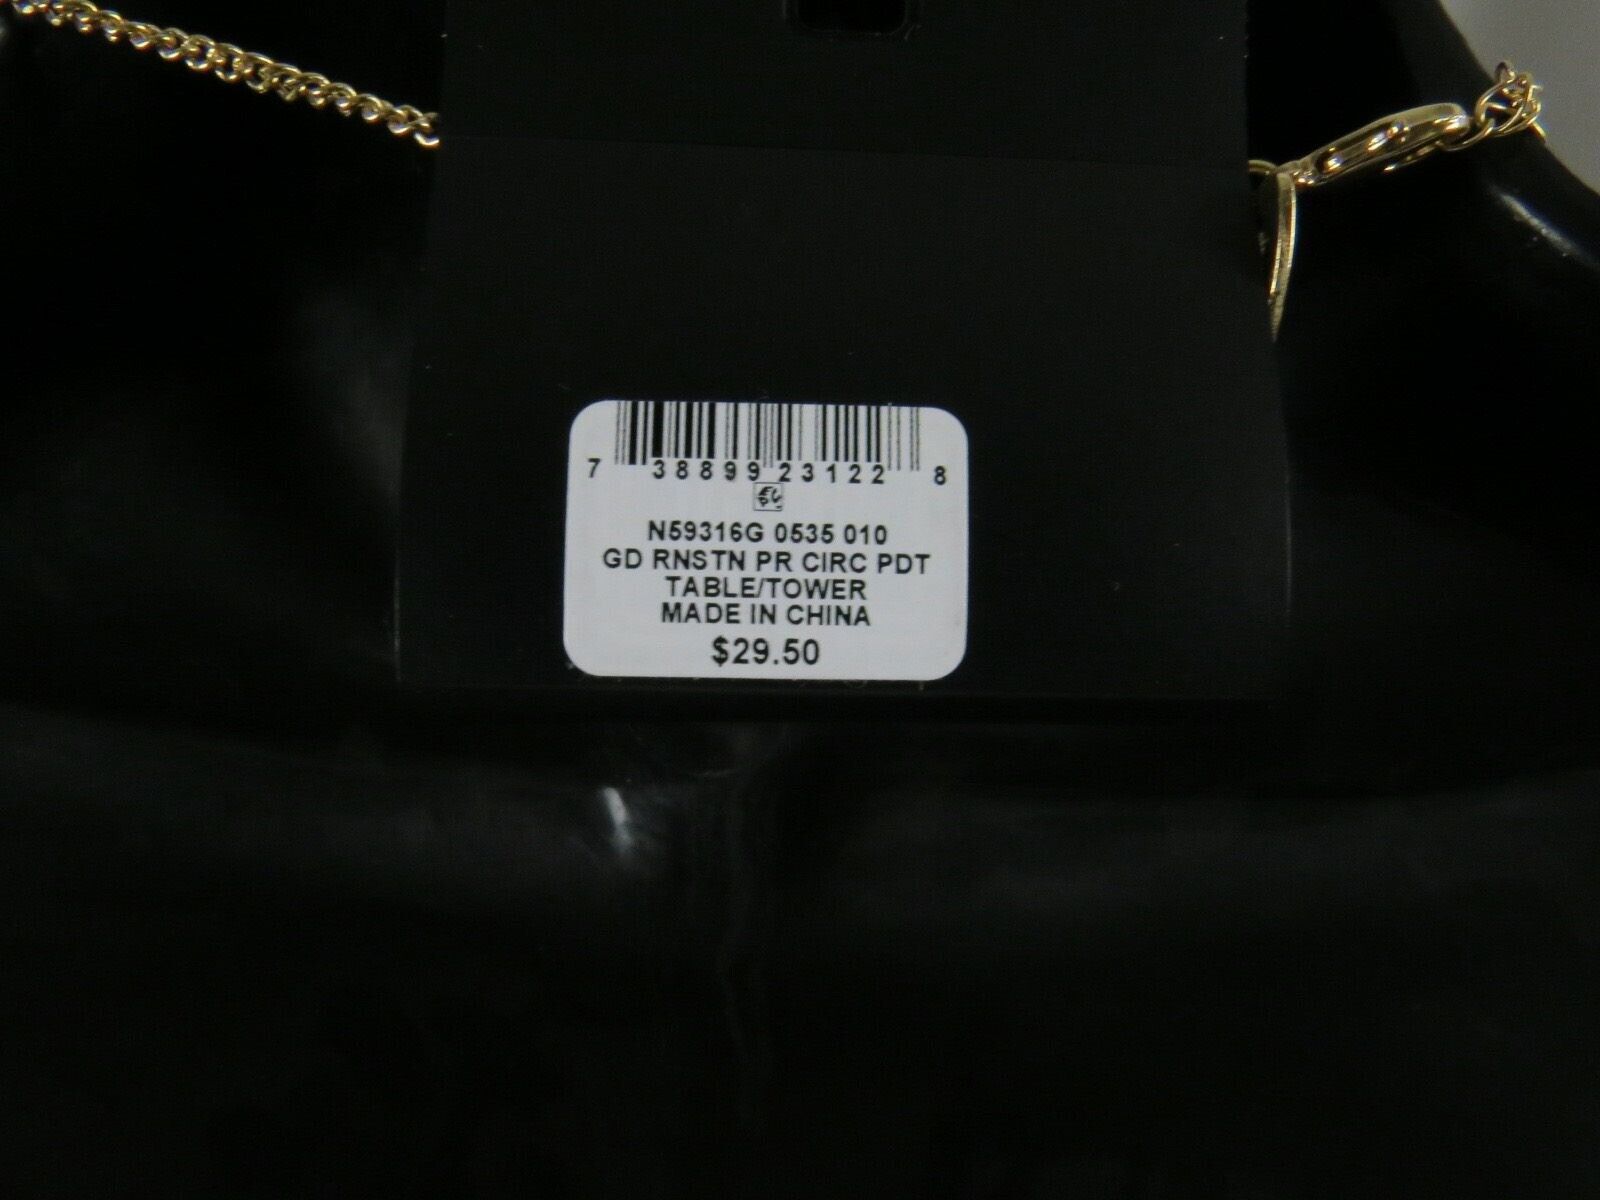 7 38899 23122 8
N59316G 0535 010
GD RNSTN PR CIRC PDT
TABLE/TOWER
MADE IN CHINA
$29.50